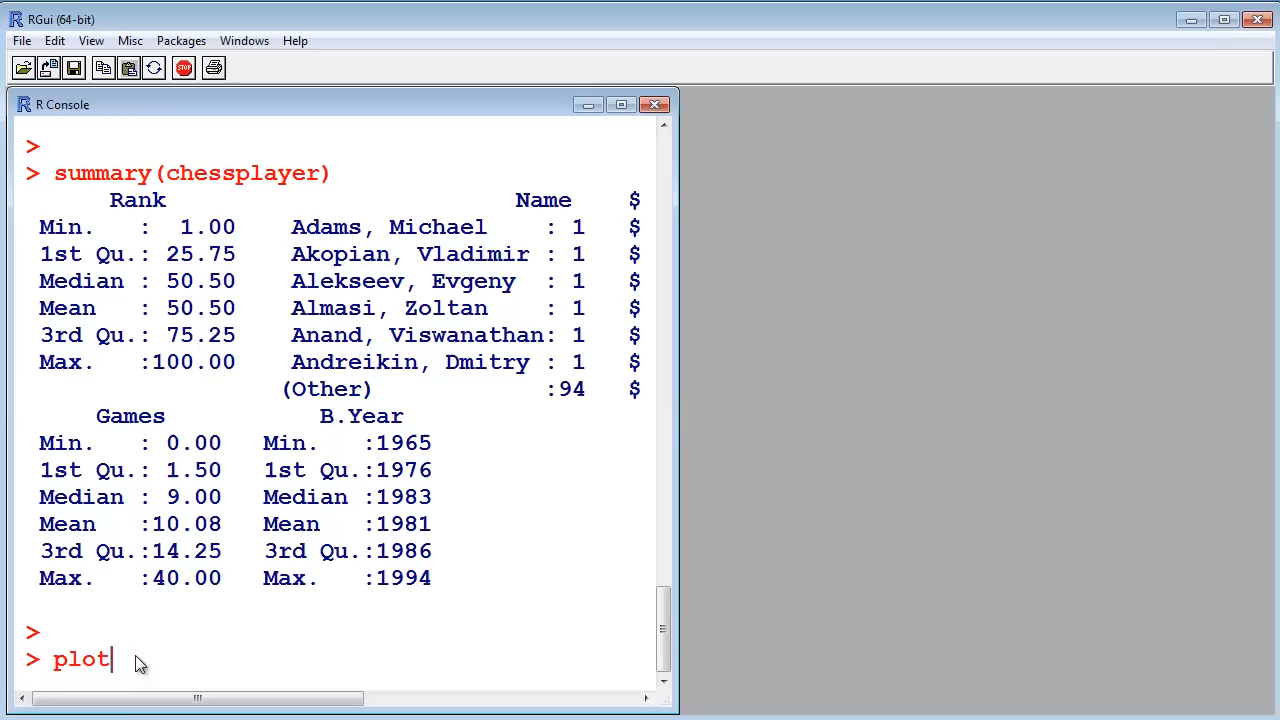 RGui (64-bit)
File Edit View Misc Packages Windows Help
STOP
R Console
>
> summary(chessplayer)
      Rank                         Name    $
 Min.   :  1.00    Adams, Michael    : 1   $
 1st Qu.: 25.75    Akopian, Vladimir : 1   $
 Median : 50.50    Alekseev, Evgeny  : 1   $
 Mean   : 50.50    Almasi, Zoltan    : 1   $
 3rd Qu.: 75.25    Anand, Viswanathan: 1   $
 Max.   :100.00    Andreikin, Dmitry : 1   $
                  (Other)            :94   $
     Games           B.Year
 Min.   : 0.00   Min.   :1965
 1st Qu.: 1.50   1st Qu.:1976
 Median : 9.00   Median :1983
 Mean   :10.08   Mean   :1981
 3rd Qu.:14.25   3rd Qu.:1986
 Max.   :40.00   Max.   :1994
>
> plot